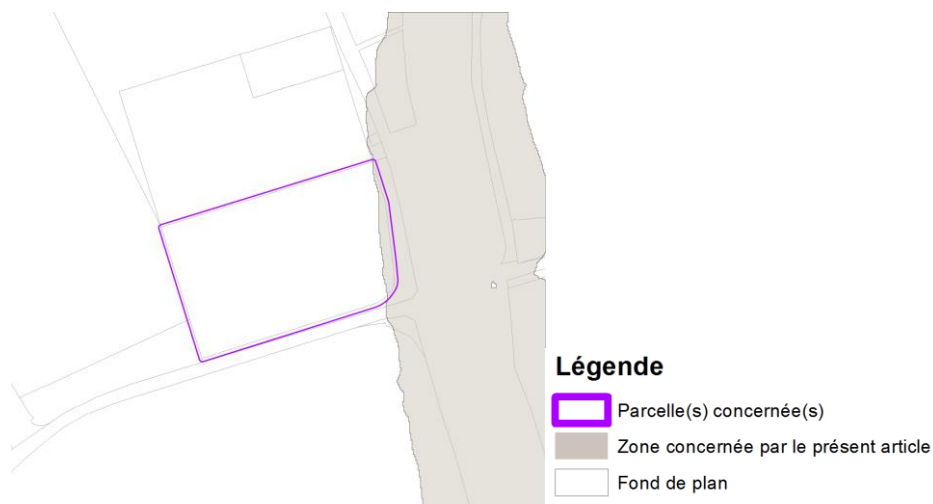 Légende
Parcelle(s) concernée(s)
Zone concernée par le présent article
Fond de plan